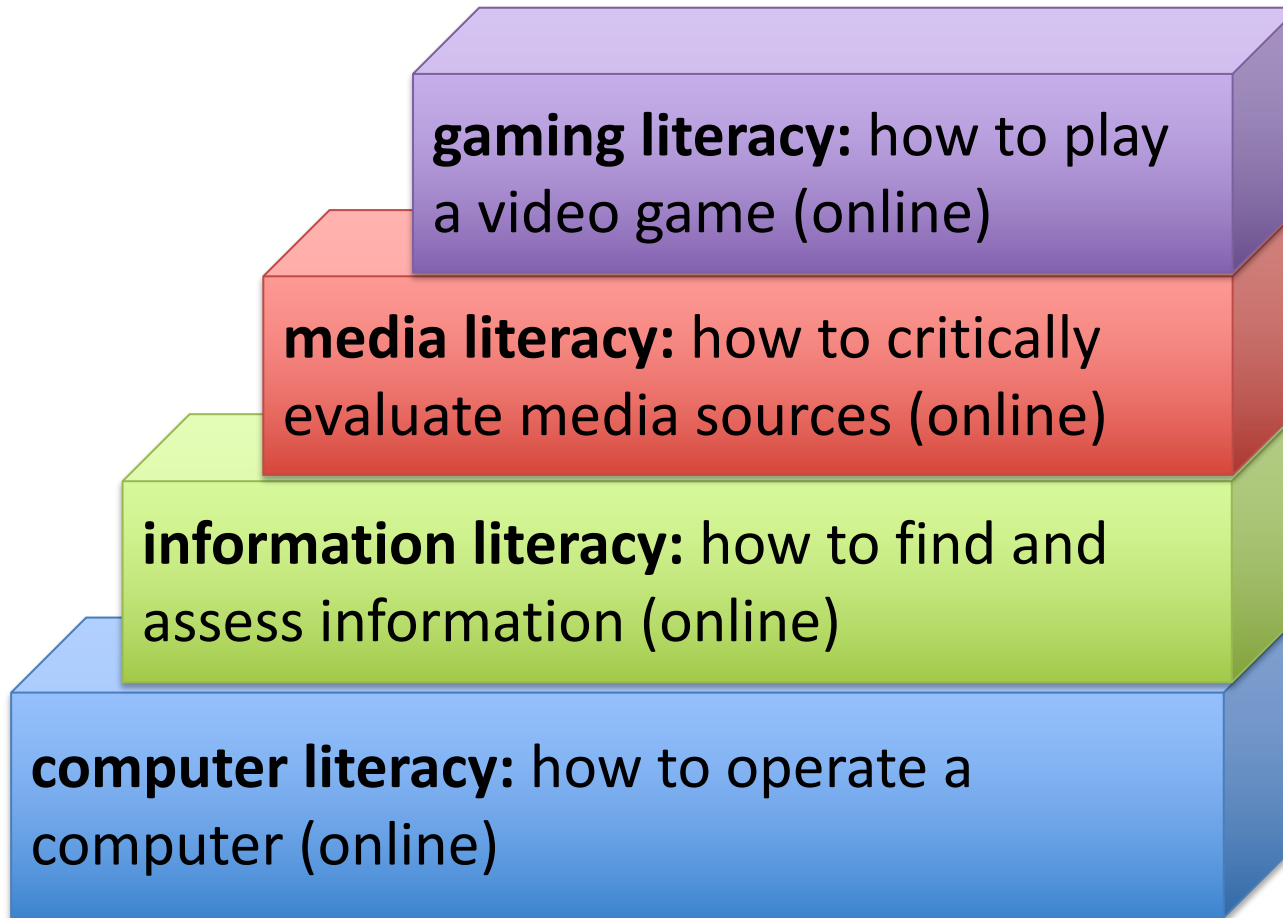 gaming literacy: how to play
a video game (online)
media literacy: how to critically
evaluate media sources (online)
information literacy: how to find and
assess information (online)
computer literacy: how to operate a
computer (online)